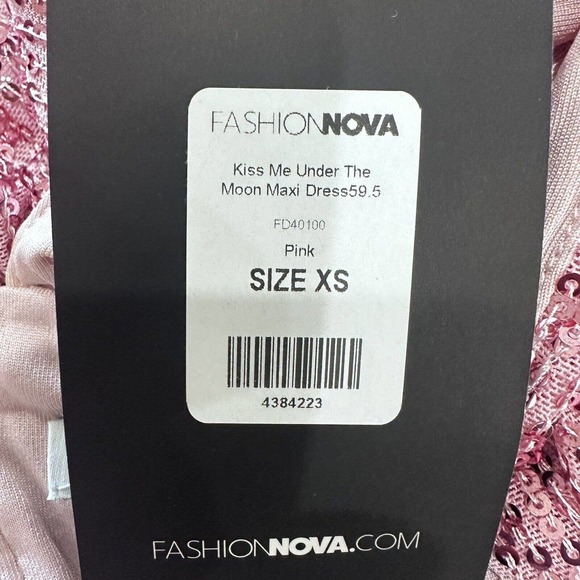 FASHIONNOVA
Kiss Me Under The
Moon Maxi Dress59.5
FD40100
Pink
SIZE XS
4384223
FASHIONNOVA.COM